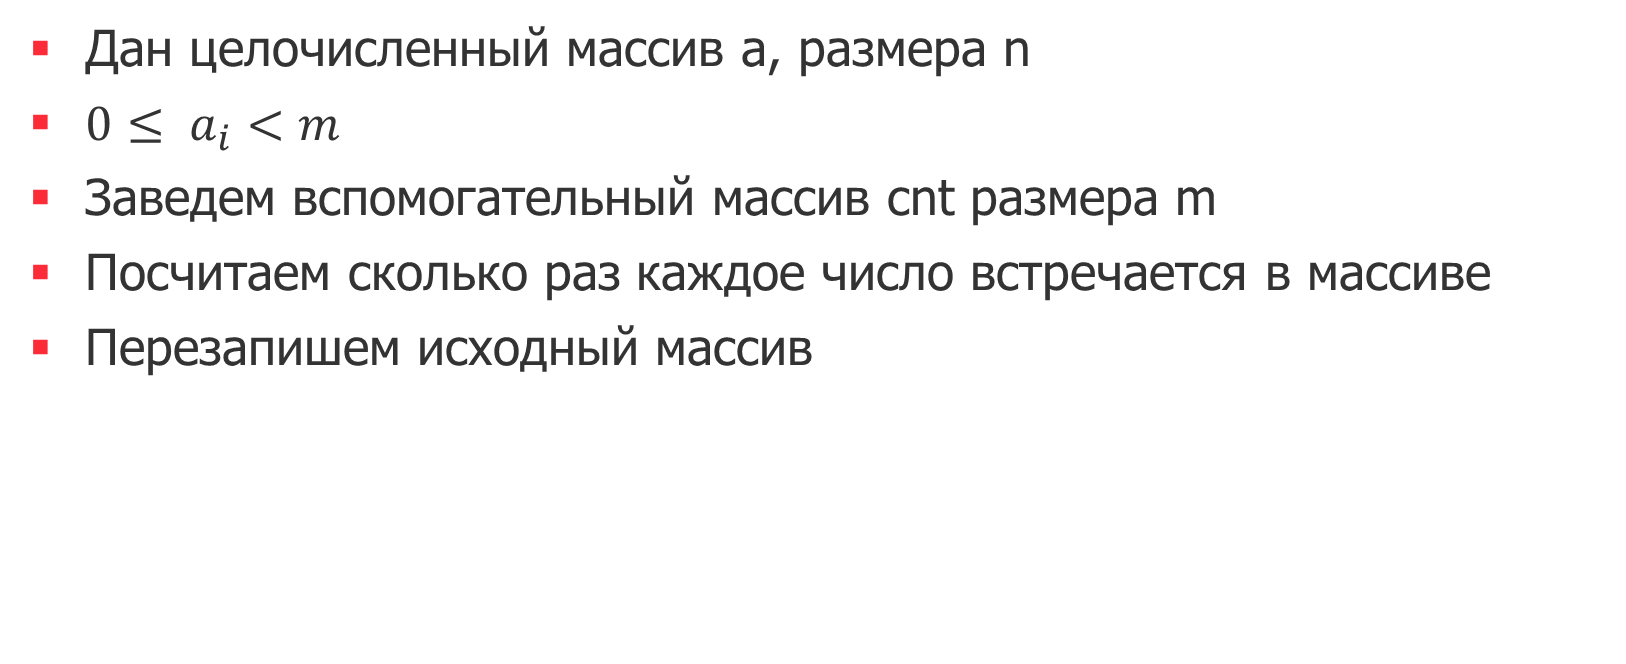 Дан целочисленный массив a, размера n
0 ≤ a_i < m
Заведем вспомогательный массив cnt размера m
Посчитаем сколько раз каждое число встречается в массиве
Перезапишем исходный массив